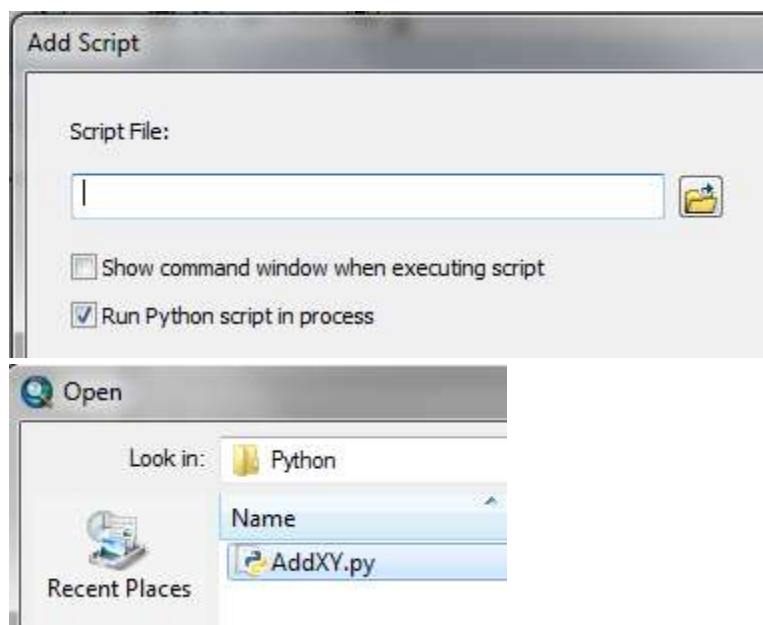 Add Script
Script File:
Show command window when executing script
Run Python script in process
Open
Look in: Python
Name
AddXY.py
Recent Places